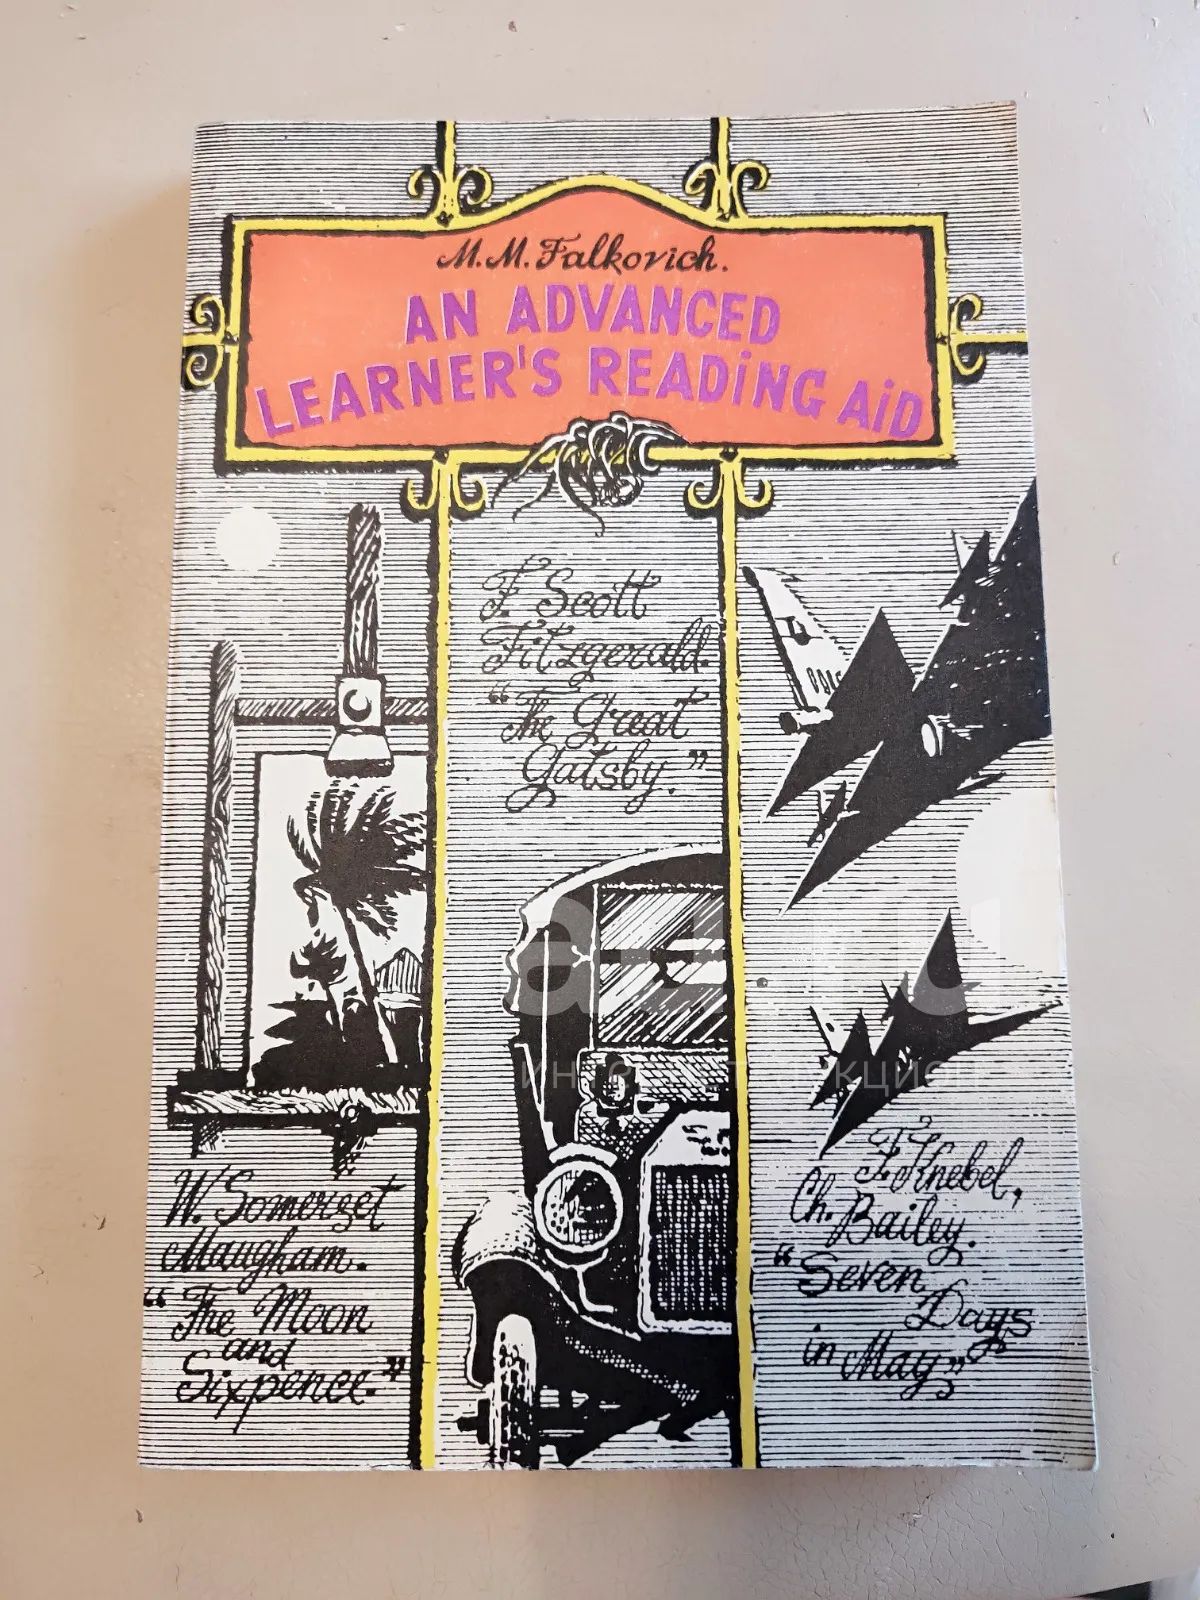 M. M. Falkovich.
AN ADVANCED
LEARNER'S READiNG AiD
F. Scott
Fitzgerald.
"The Great
Gatsby."
W. Somerset
Maugham.
"The Moon
and
Sixpence."
F. Knebel,
Ch. Bailey.
"Seven
Days
in May"